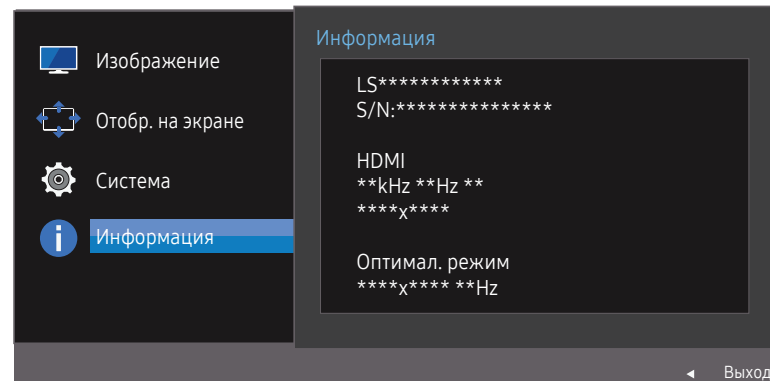 Изображение
Отобр. на экране
Система
Информация
Информация
LS************
S/N:***************
HDMI
**kHz **Hz **
****x****
Оптимал. режим
****x**** **Hz
Выход